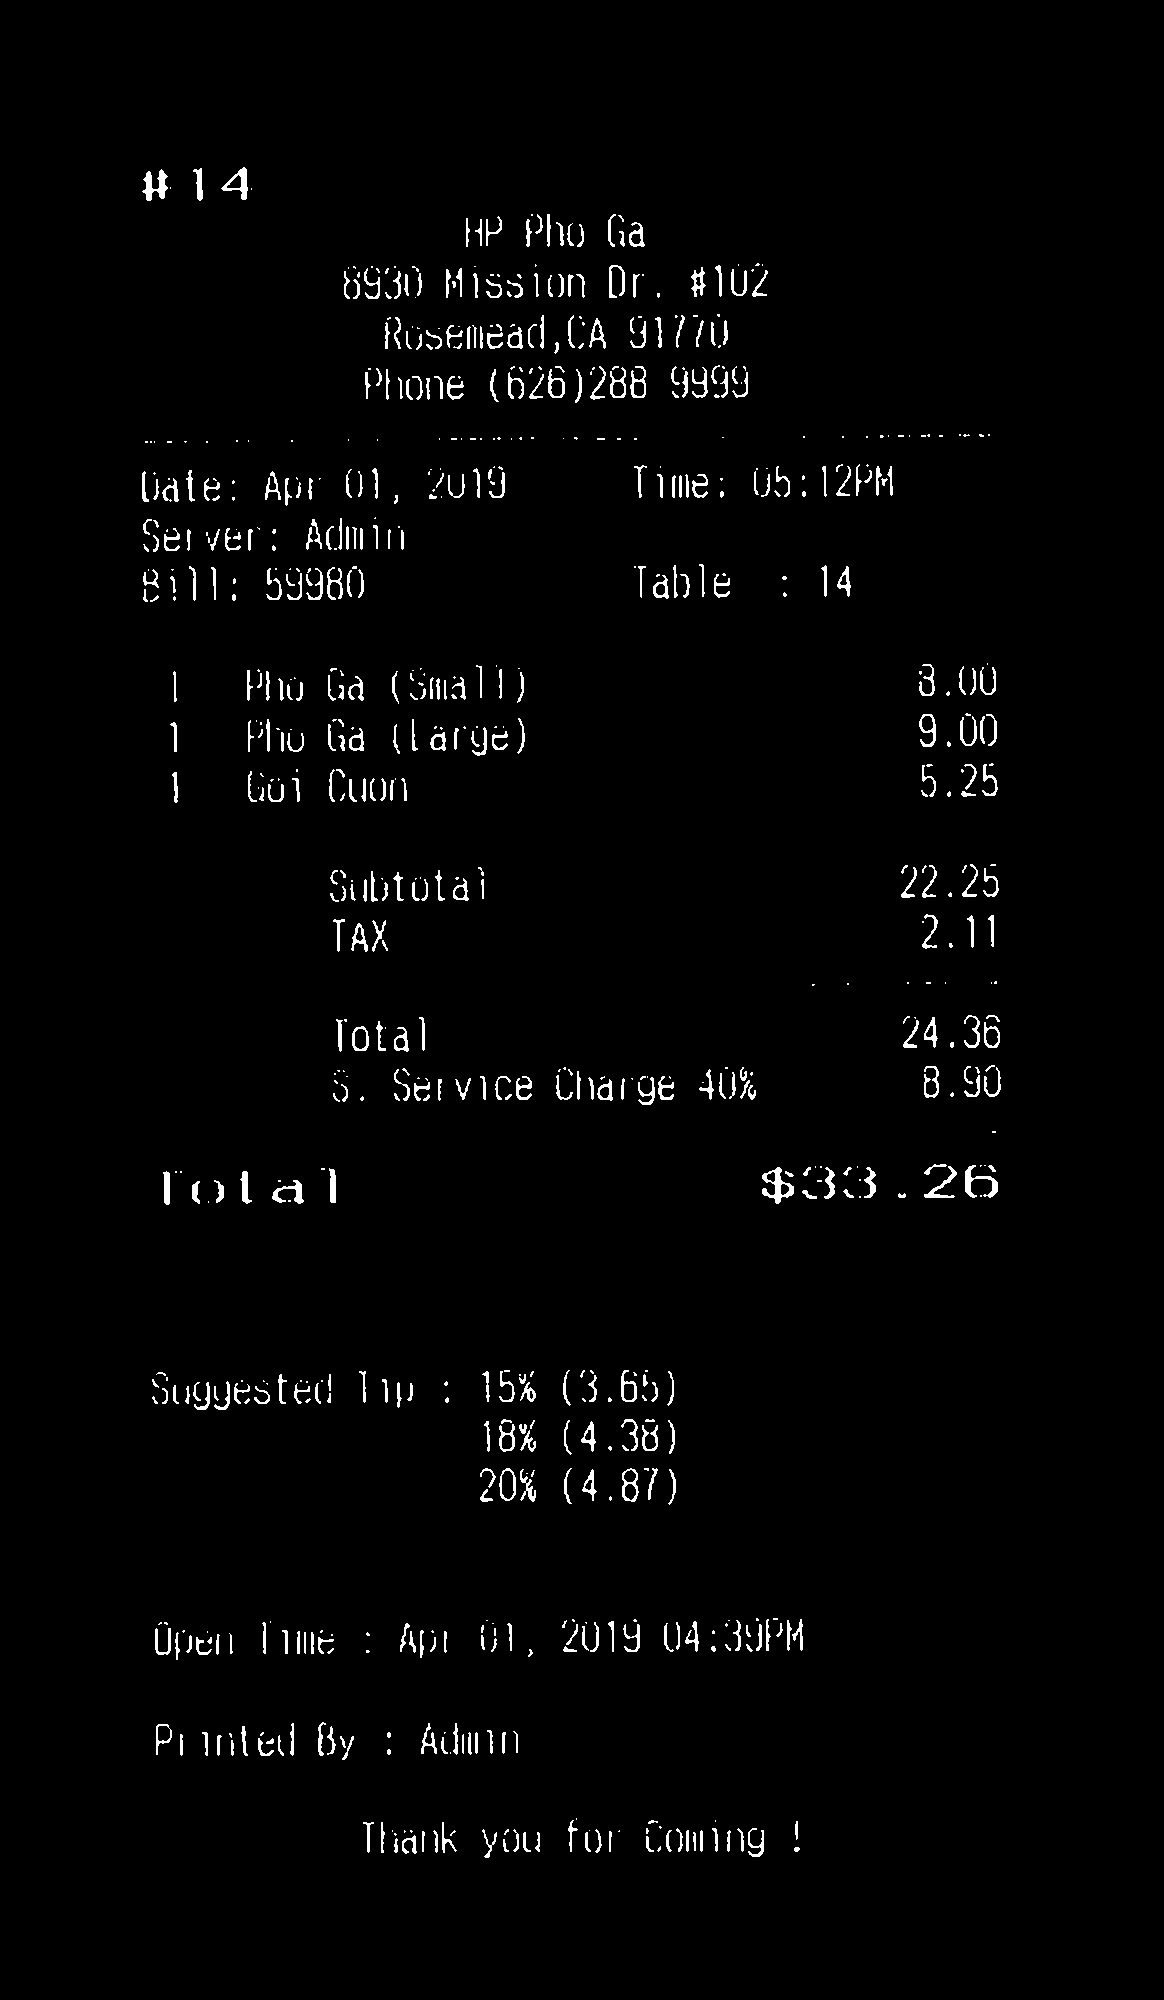 #14
HP Pho Ga
8930 Mission Dr. #102
Rosemead,CA 91770
Phone (626)288 9999
Date: Apr 01, 2019 Time: 05:12PM
Server: Admin
Bill: 59980 Table : 14
1 Pho Ga (Small) 8.00
1 Pho Ga (Large) 9.00
1 Goi Cuon 5.25
Subtotal 22.25
TAX 2.11
Total 24.36
S. Service Charge 40% 8.90
Total $33.26
Suggested Tip : 15% (3.65)
18% (4.38)
20% (4.87)
Open Time : Apr 01, 2019 04:39PM
Printed By : Admin
Thank you for Coming !